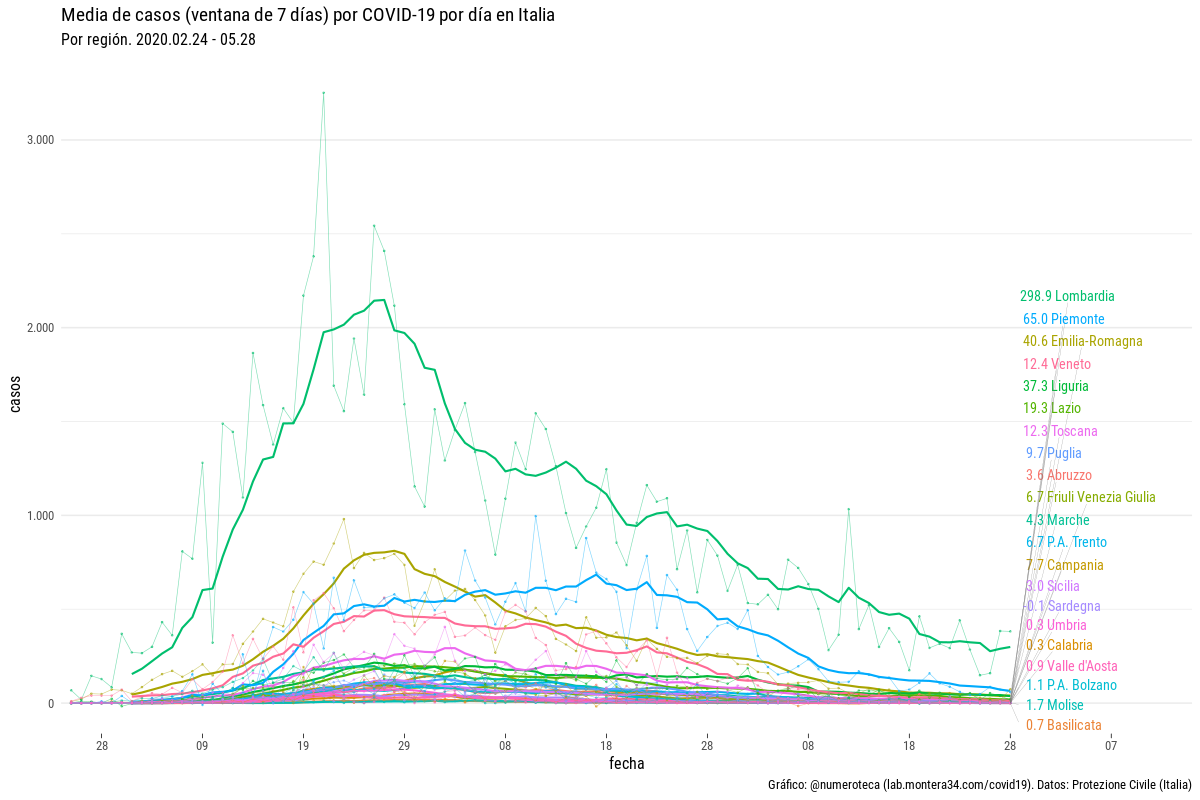 Media de casos (ventana de 7 días) por COVID-19 por día en Italia
Por región. 2020.02.24 - 05.28
casos
3.000
2.000
1.000
0
298.9 Lombardia
65.0 Piemonte
40.6 Emilia-Romagna
12.4 Veneto
37.3 Liguria
19.3 Lazio
12.3 Toscana
9.7 Puglia
3.6 Abruzzo
6.7 Friuli Venezia Giulia
4.3 Marche
6.7 P.A. Trento
7.7 Campania
3.0 Sicilia
-0.1 Sardegna
0.3 Umbria
0.3 Calabria
0.9 Valle d'Aosta
1.1 P.A. Bolzano
1.7 Molise
0.7 Basilicata
28 09 19 29 08 18 28 08 18 28 07
fecha
Gráfico: @numeroteca (lab.montera34.com/covid19). Datos: Protezione Civile (Italia)